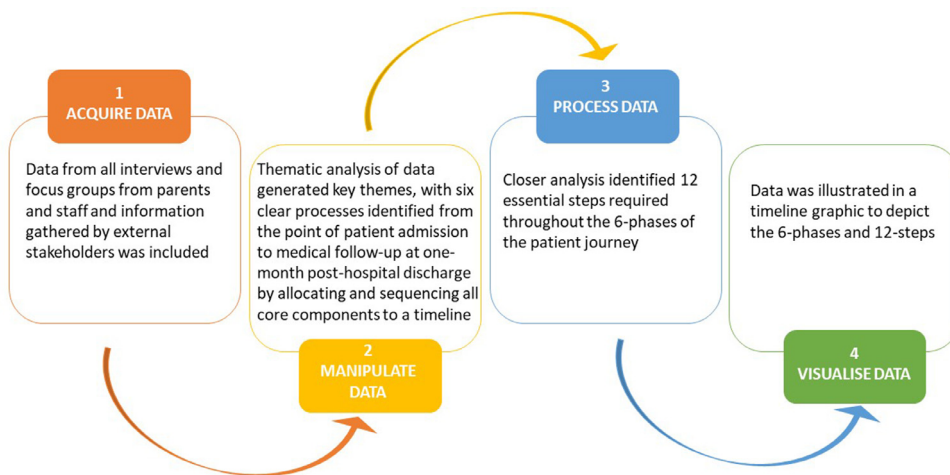 1
ACQUIRE DATA
Data from all interviews and
focus groups from parents
and staff and information
gathered by external
stakeholders was included
Thematic analysis of data
generated key themes, with six
clear processes identified from
the point of patient admission
to medical follow-up at one-
month post-hospital discharge
by allocating and sequencing all
core components to a timeline
2
MANIPULATE
DATA
3
PROCESS DATA
Closer analysis identified 12
essential steps required
throughout the 6-phases of
the patient journey
Data was illustrated in a
timeline graphic to depict
the 6-phases and 12-steps
4
VISUALISE DATA